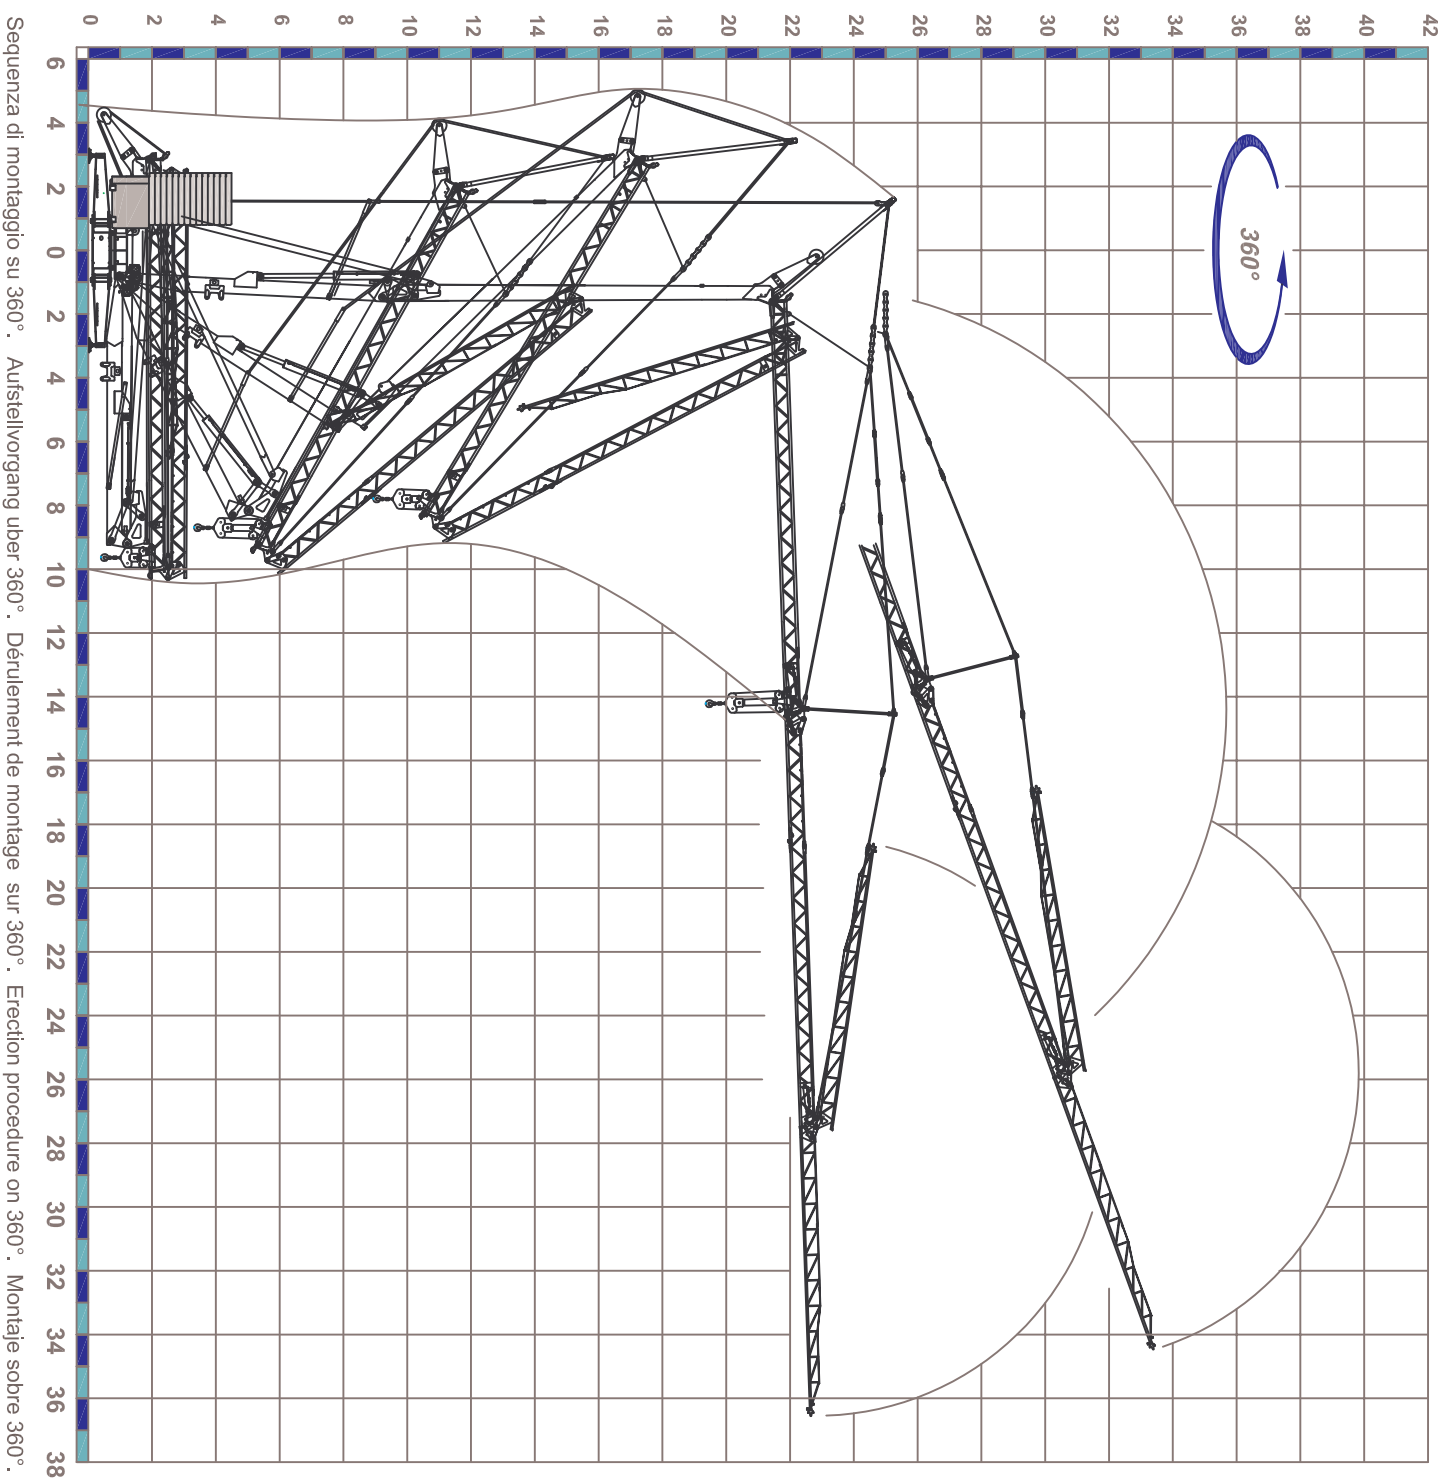 0 2 4 6 8 10 12 14 16 18 20 22 24 26 28 30 32 34 36 38 40 42
6 4 2 0 2 4 6 8 10 12 14 16 18 20 22 24 26 28 30 32 34 36 38
360°
Sequenza di montaggio su 360°. Aufstellvorgang uber 360°. Dérulement de montage sur 360°. Erection procedure on 360°. Montaje sobre 360°.